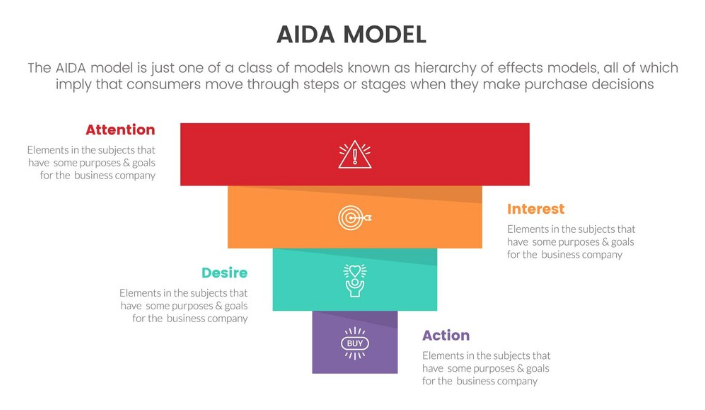 AIDA MODEL
The AIDA model is just one of a class of models known as hierarchy of effects models, all of which
imply that consumers move through steps or stages when they make purchase decisions
Attention
Elements in the subjects that
have some purposes & goals
for the business company
Interest
Elements in the subjects that
have some purposes & goals
for the business company
Desire
Elements in the subjects that
have some purposes & goals
for the business company
BUY
Action
Elements in the subjects that
have some purposes & goals
for the business company